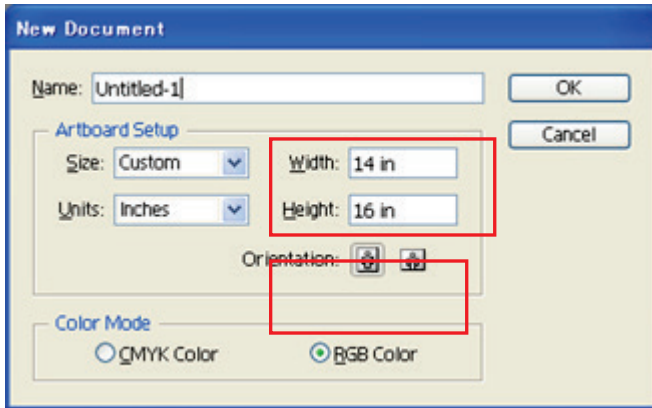 New Document
Name: Untitled-1
OK
Artboard Setup
Cancel
Size: Custom
Width: 14 in
Units: Inches
Height: 16 in
Orientation:
Color Mode
CMYK Color
RGB Color